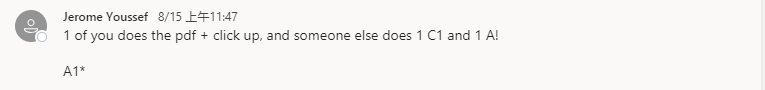 Jerome Youssef 8/15 上午11:47
1 of you does the pdf + click up, and someone else does 1 C1 and 1 A!
A1*